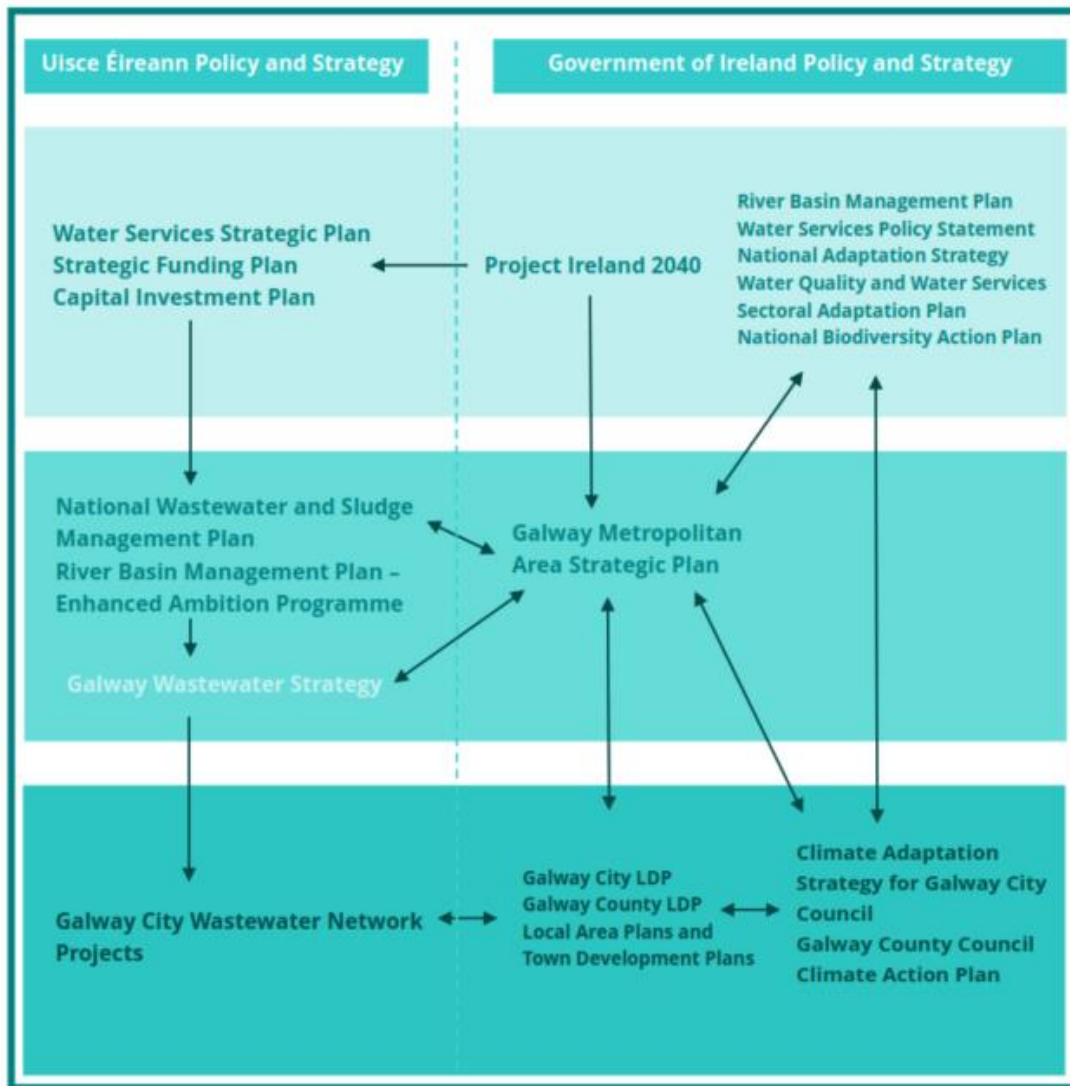 Uisce Éireann Policy and Strategy
Government of Ireland Policy and Strategy
Water Services Strategic Plan
Strategic Funding Plan
Capital Investment Plan
Project Ireland 2040
River Basin Management Plan
Water Services Policy Statement
National Adaptation Strategy
Water Quality and Water Services
Sectoral Adaptation Plan
National Biodiversity Action Plan
National Wastewater and Sludge
Management Plan
River Basin Management Plan –
Enhanced Ambition Programme
Galway Metropolitan
Area Strategic Plan
Galway Wastewater Strategy
Galway City Wastewater Network
Projects
Galway City LDP
Galway County LDP
Local Area Plans and
Town Development Plans
Climate Adaptation
Strategy for Galway City
Council
Galway County Council
Climate Action Plan